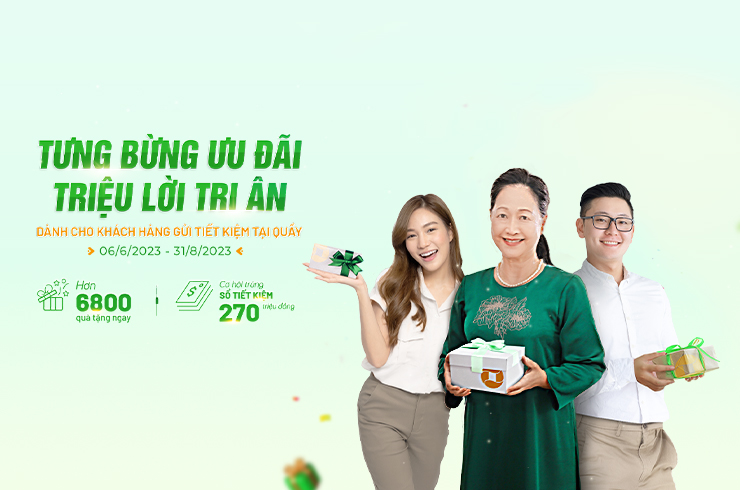 TƯNG BỪNG ƯU ĐÃI
TRIỆU LỜI TRI ÂN
DÀNH CHO KHÁCH HÀNG GỬI TIẾT KIỆM TẠI QUẦY
06/6/2023 - 31/8/2023
Hơn
6800
quà tặng ngay
Cơ hội trúng
SỔ TIẾT KIỆM
270 triệu đồng